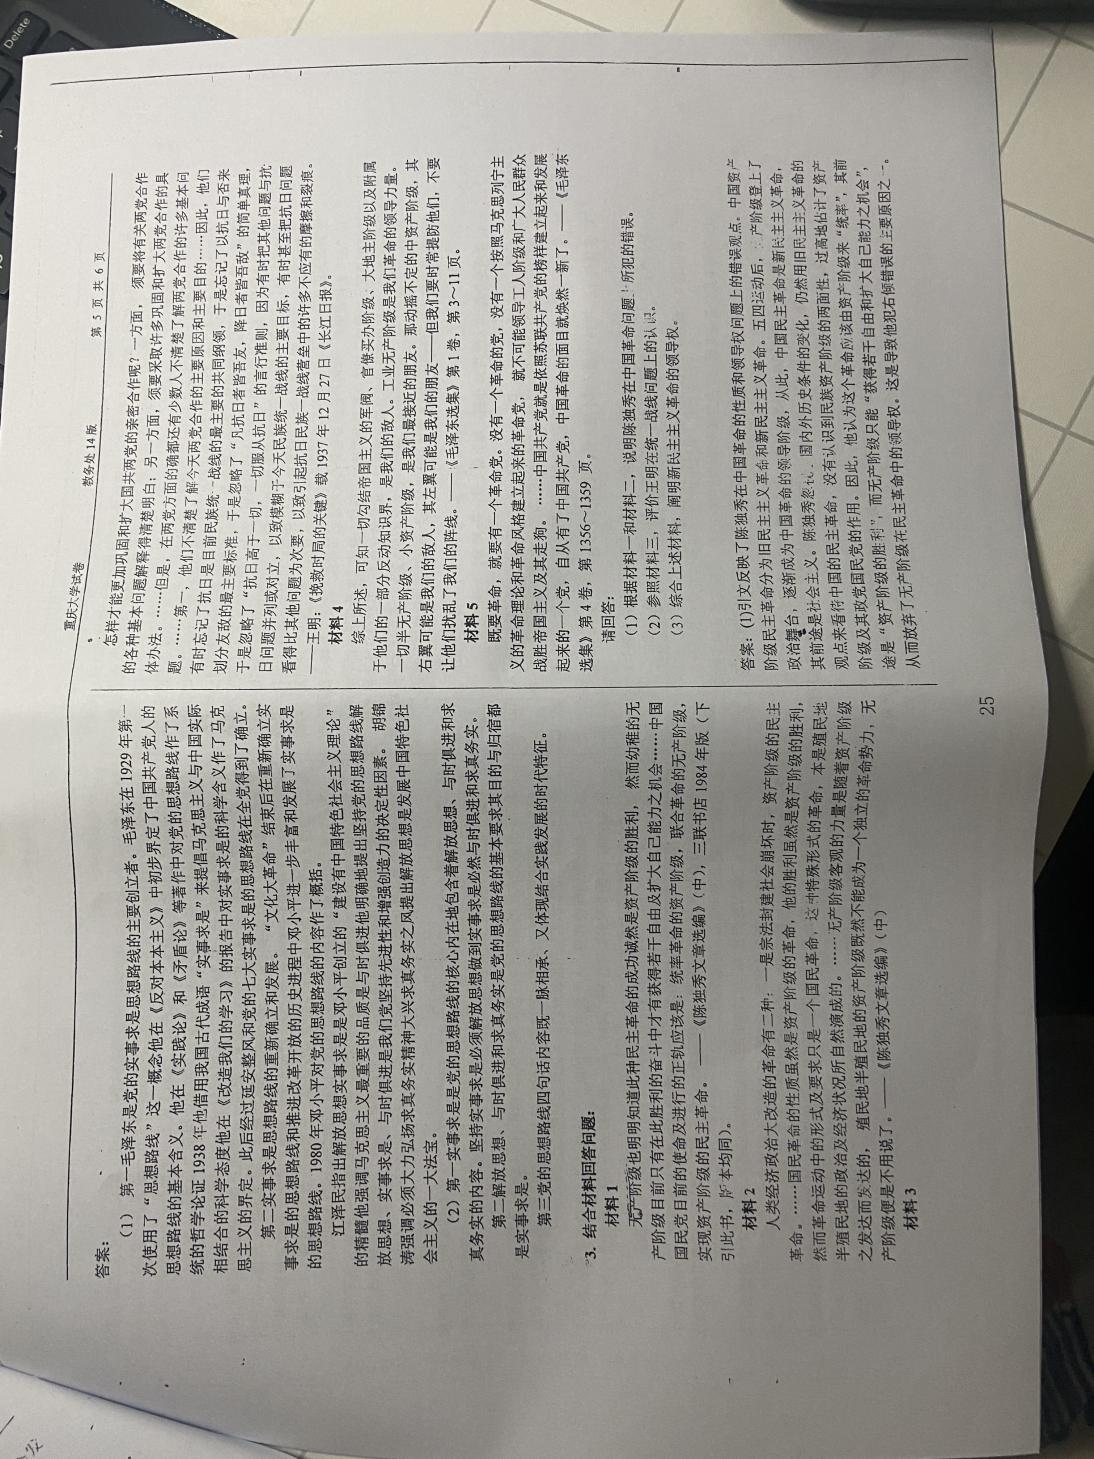 重庆大学试卷 教务处 14 版 第 5 页 共 6 页
答案：
（1） 第一毛泽东是党的实事求是思想路线的主要创立者。毛泽东在 1929 年第一
次使用了“思想路线”这一概念他在《反对本本主义》中初步界定了中国共产党人的
思想路线的基本含义。他在《实践论》和《矛盾论》等著作中对党的思想路线作了系
统的哲学论证 1938 年他借用我国古代成语“实事求是”来提倡马克思主义与中国实际
相结合的科学态度他在《改造我们的学习》的报告中对实事求是的科学含义作了马克
思主义的界定。此后经过延安整风和党的七大实事求是的思想路线在全党得到了确立。
第二实事求是思想路线的重新确立和发展。“文化大革命”结束后在重新确立实
事求是的思想路线和推进改革开放的历史进程中邓小平进一步丰富和发展了实事求是
的思想路线。1980 年邓小平对党的思想路线的内容作了概括。
江泽民指出解放思想实事求是是邓小平创立的“建设有中国特色社会主义理论”
的精髓他强调马克思主义最重要的品质是与时俱进他明确地提出坚持党的思想路线解
放思想、实事求是、与时俱进是我们党坚持先进性和增强创造力的决定性因素。 胡锦
涛强调必须大力弘扬求真务实精神大兴求真务实之风提出解放思想是发展中国特色社
会主义的一大法宝。
（2）第一实事求是是党的思想路线的核心内在地包含着解放思想、与时俱进和求
真务实的内容。坚持实事求是必须解放思想做到实事求是必然与时俱进和求真务实。
第二解放思想、与时俱进和求真务实是党的思想路线的基本要求其目的与归宿都
是实事求是。
第三党的思想路线四句话内容既一脉相承、又体现结合实践发展的时代特征。
3. 结合材料回答问题：
材料 1
无产阶级也明明知道此种民主革命的成功诚然是资产阶级的胜利， 然而幼稚的无
产阶级目前只有在此胜利的奋斗中才有获得若干自由及扩大自己能力之机会……中国
国民党目前的使命及进行的正轨应该是：统率革命的资产阶级，联合革命的无产阶级，
实现资产阶级的民主革命。 ——《陈独秀文章选编》（中），三联书店 1984 年版（下
引此书，版本均同）。
材料 2
人类经济政治大改造的革命有二种：一是宗法封建社会崩坏时，资产阶级的民主
革命。……国民革命的性质虽然是资产阶级的革命，他的胜利虽然是资产阶级的胜利，
然而革命运动中的形式及要求只是一个国民革命，这种特殊形式的革命，本是殖民地
半殖民地的政治及经济状况所自然演成的。……无产阶级客观的力量是随着资产阶级
之发达而发达的，殖民地半殖民地的资产阶级既然不能成为一个独立的革命势力，无
产阶级便是不用说了。——《陈独秀文章选编》（中）
材料 3
怎样才能更加巩固和扩大国共两党的亲密合作呢？一方面， 须要将有关两党合作
的各种基本问题解释得清楚明白；另一方面，须要采取许多巩固和扩大两党合作的具
体办法。……但是，在两党方面的确都还有少数人不清楚了解两党合作的许多基本问
题。……第一，他们不清楚了解今天两党合作的主要原因和主要目的……因此，他们
有时忘记了抗日是目前民族统一战线的最主要的共同纲领，于是忘记了以抗日与否来
划分友敌的最主要标准，于是忽略了“凡抗日者皆吾友，降日者皆吾敌”的简单真理，
于是忽略了“抗日高于一切，一切服从抗日”的言行准则，因为有时把其他问题与抗
日问题并列或对立，以致模糊于今天民族统一战线的主要目标，有时甚至把抗日问题
看得比其他问题为次要，以致引起抗日民族一战线营垒中的许多不应有的摩擦和裂痕。
——王明：《挽救时局的关键》载 1937 年 12 月 27 日《长江日报》。
材料 4
综上所述，可知一切勾结帝国主义的军阀、官僚买办阶级、大地主阶级以及附属
于他们的一部分反动知识界，是我们的敌人。工业无产阶级是我们革命的领导力量。
一切半无产阶级、小资产阶级，是我们最接近的朋友。那动摇不定的中资产阶级，其
右翼可能是我们的敌人，其左翼可能是我们的朋友——但我们要时常提防他们，不要
让他们扰乱了我们的阵线。——《毛泽东选集》第 1 卷，第 3～11 页。
材料 5
既要革命，就要有一个革命党。没有一个革命的党，没有一个按照马克思列宁主
义的革命理论和革命风格建立起来的革命党， 就不可能领导工人阶级和广大人民群众
战胜帝国主义及其走狗。 ……中国共产党就是依照苏联共产党的榜样建立起来和发展
起来的一个党，自从有了中国共产党，中国革命的面目就焕然一新了。——《毛泽东
选集》第 4 卷，第 1356～1359 页。
请回答：
（1）根据材料一和材料二，说明陈独秀在中国革命问题上所犯的错误。
（2）参照材料三，评价王明在统一战线问题上的认识。
（3）综合上述材料，阐明新民主主义革命的领导权。
答案：(1)引文反映了陈独秀在中国革命的性质和领导权问题上的错误观点。中国资产
阶级民主革命分为旧民主主义革命和新民主主义革命。五四运动后，无产阶级登上了
政治舞台，逐渐成为中国革命的领导阶级，从此，中国民主革命是新民主主义革命，
其前途是社会主义。陈独秀忽视 国内外历史条件的变化，仍然用旧民主主义革命的
观点来看待中国的民主革命，没有认识到民族资产阶级的两面性，过高地估计了资产
阶级及其政党国民党的作用。因此，他认为这个革命应该由资产阶级来“统率”，其前
途是“资产阶级的胜利”，而无产阶级只能“获得若干自由和扩大自己能力之机会”，
从而放弃了无产阶级在民主革命中的领导权。这是导致他犯右倾错误的主要原因之一。
25
Delete